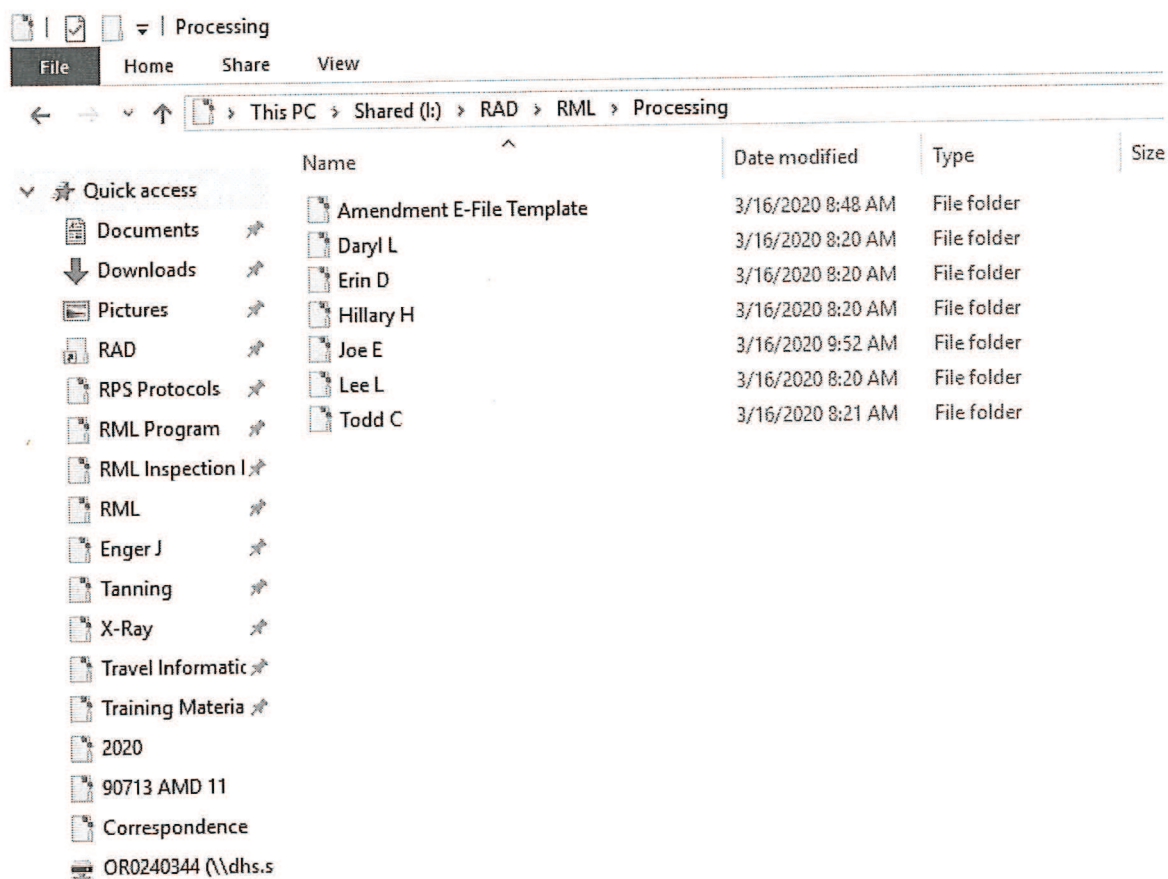 Processing
File Home Share View
This PC > Shared (I:) > RAD > RML > Processing
Name Date modified Type Size
Quick access
Documents
Downloads
Pictures
RAD
RPS Protocols
RML Program
RML Inspection I
RML
Enger J
Tanning
X-Ray
Travel Informatic
Training Materia
2020
90713 AMD 11
Correspondence
OR0240344 (\\dhs.s
Amendment E-File Template 3/16/2020 8:48 AM File folder
Daryl L 3/16/2020 8:20 AM File folder
Erin D 3/16/2020 8:20 AM File folder
Hillary H 3/16/2020 8:20 AM File folder
Joe E 3/16/2020 9:52 AM File folder
Lee L 3/16/2020 8:20 AM File folder
Todd C 3/16/2020 8:21 AM File folder